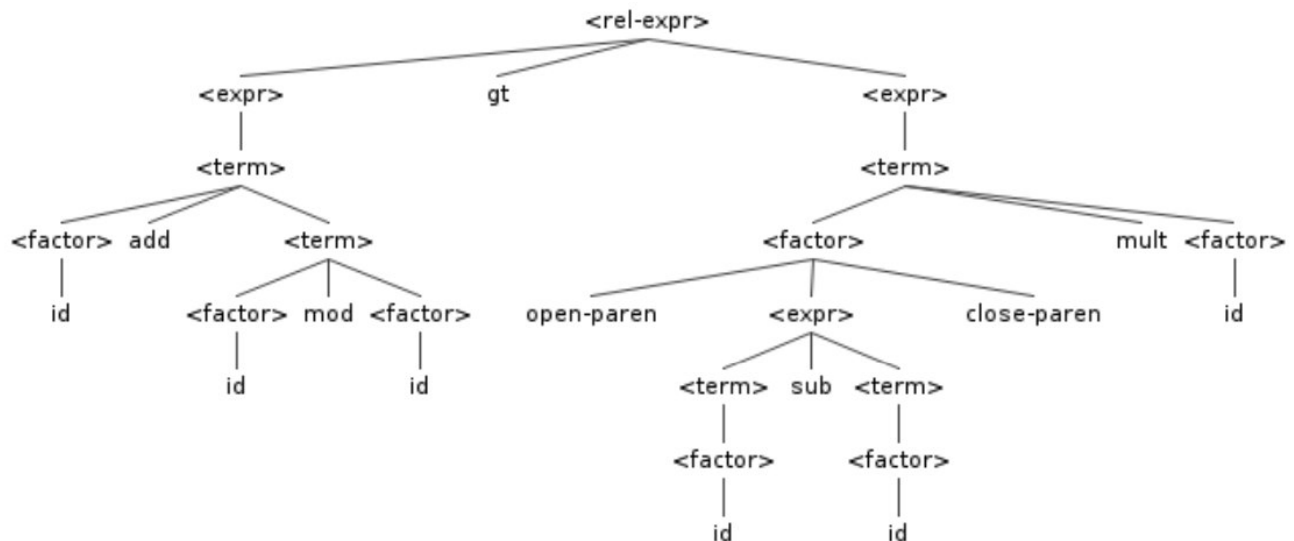 <rel-expr>
<expr> gt <expr>
<term> <term>
<factor> add <term> <factor> mult <factor>
id <factor> mod <factor> open-paren <expr> close-paren id
id id <term> sub <term>
<factor> <factor>
id id